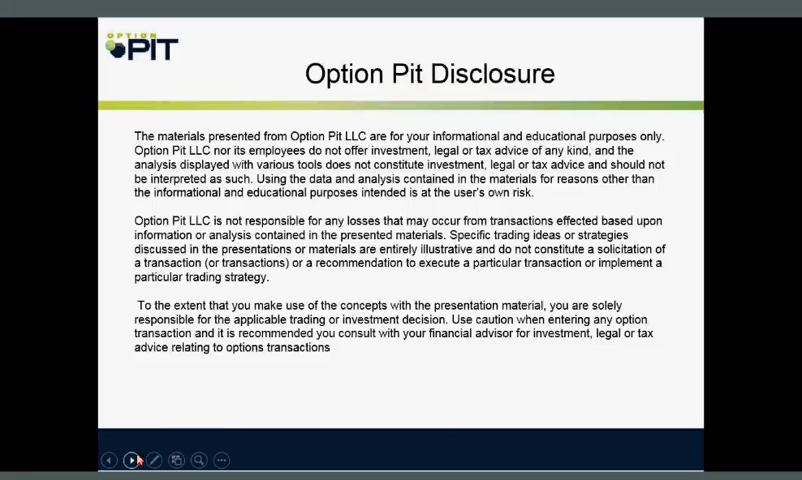 OPTION
PIT
Option Pit Disclosure
The materials presented from Option Pit LLC are for your informational and educational purposes only.
Option Pit LLC nor its employees do not offer investment, legal or tax advice of any kind, and the
analysis displayed with various tools does not constitute investment, legal or tax advice and should not
be interpreted as such. Using the data and analysis contained in the materials for reasons other than
the informational and educational purposes intended is at the user's own risk.
Option Pit LLC is not responsible for any losses that may occur from transactions effected based upon
information or analysis contained in the presented materials. Specific trading ideas or strategies
discussed in the presentations or materials are entirely illustrative and do not constitute a solicitation of
a transaction (or transactions) or a recommendation to execute a particular transaction or implement a
particular trading strategy.
To the extent that you make use of the concepts with the presentation material, you are solely
responsible for the applicable trading or investment decision. Use caution when entering any option
transaction and it is recommended you consult with your financial advisor for investment, legal or tax
advice relating to options transactions